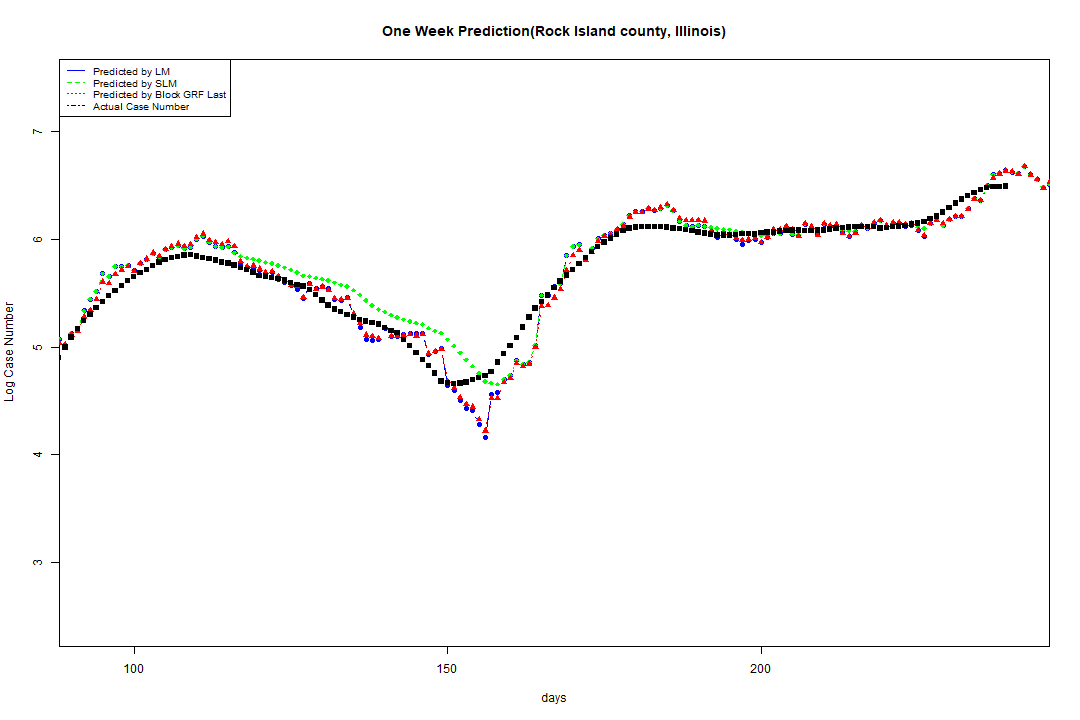 One Week Prediction(Rock Island county, Illinois)
Predicted by LM
Predicted by SLM
Predicted by Block GRF Last
Actual Case Number
7
6
5
4
3
Log Case Number
100 150 200
days